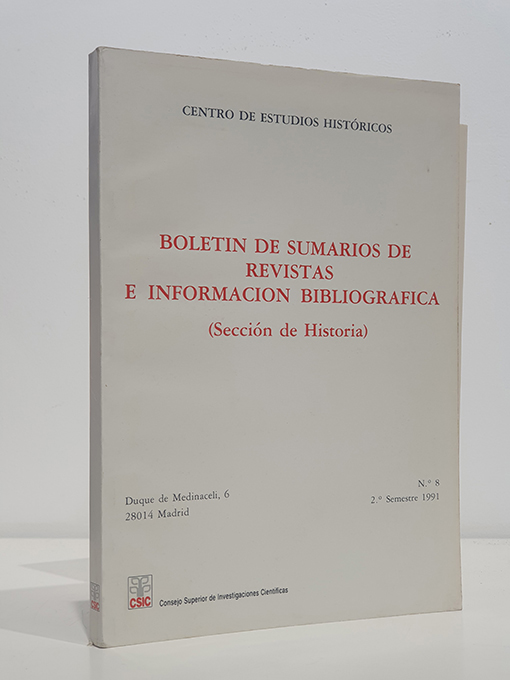 CENTRO DE ESTUDIOS HISTÓRICOS
BOLETIN DE SUMARIOS DE
REVISTAS
E INFORMACION BIBLIOGRAFICA
(Sección de Historia)
N.º 8
2.º Semestre 1991
Duque de Medinaceli, 6
28014 Madrid
CSIC
CSIC
Consejo Superior de Investigaciones Científicas